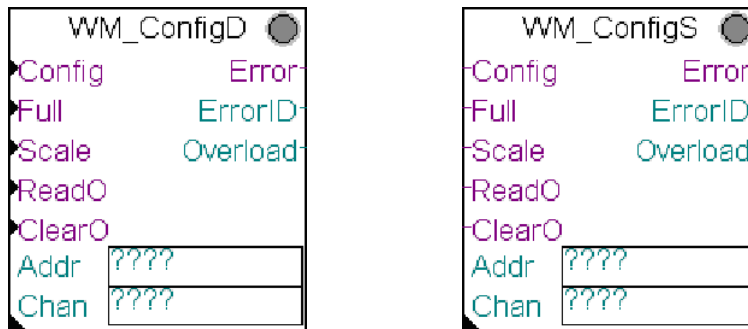 WM_ConfigD
Config Error
Full ErrorID
Scale Overload
ReadO
ClearO
Addr ????
Chan ????
WM_ConfigS
Config Error
Full ErrorID
Scale Overload
ReadO
ClearO
Addr ????
Chan ????